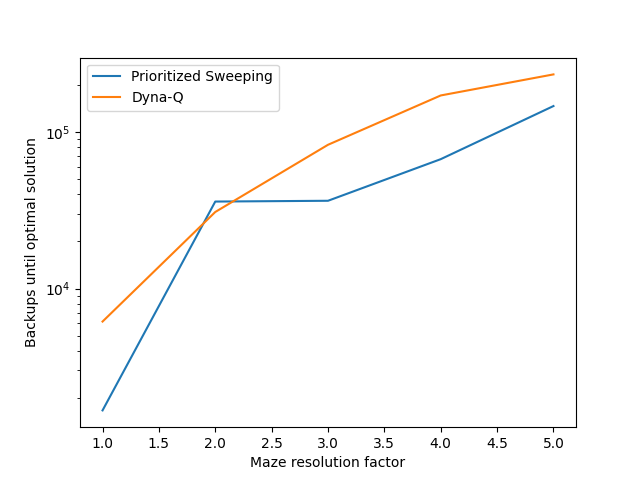 Prioritized Sweeping
Dyna-Q
Backups until optimal solution
10^5
10^4
1.0 1.5 2.0 2.5 3.0 3.5 4.0 4.5 5.0
Maze resolution factor